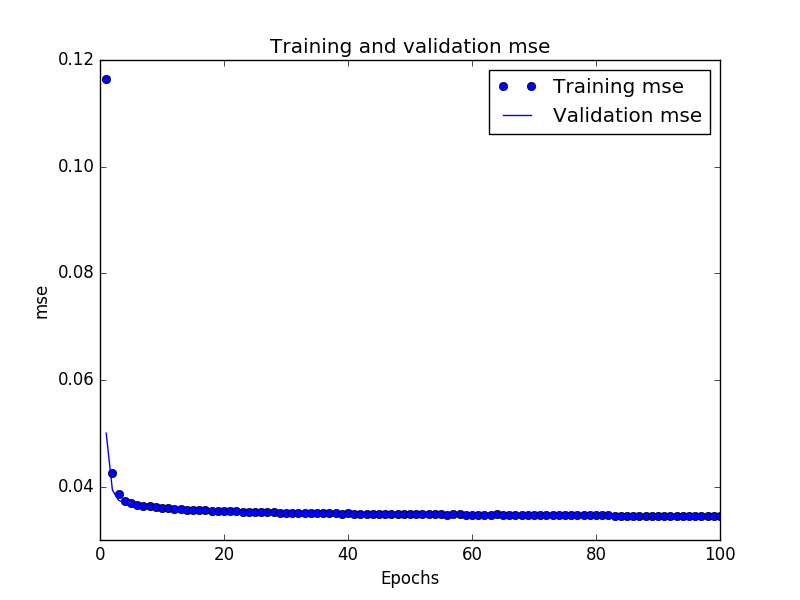 Training and validation mse
0.12
0.10
0.08
0.06
0.04
mse
Training mse
Validation mse
0 20 40 60 80 100
Epochs